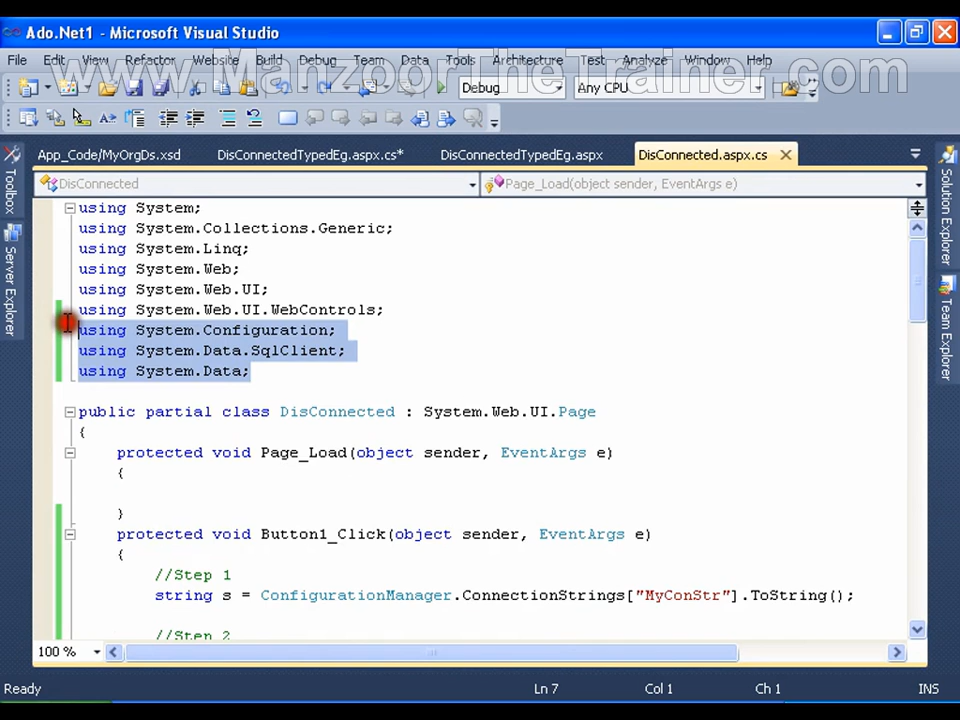 Ado.Net1 - Microsoft Visual Studio
File Edit View Refactor Website Build Debug Team Data Tools Architecture Test Analyze Window Help
www.ManzoorTheTrainer.com
Debug Any CPU
App_Code/MyOrgDs.xsd DisConnectedTypedEg.aspx.cs* DisConnectedTypedEg.aspx DisConnected.aspx.cs
DisConnected Page_Load(object sender, EventArgs e)
Toolbox
Server Explorer
Solution Explorer
Team Explorer
using System;
using System.Collections.Generic;
using System.Linq;
using System.Web;
using System.Web.UI;
using System.Web.UI.WebControls;
using System.Configuration;
using System.Data.SqlClient;
using System.Data;
public partial class DisConnected : System.Web.UI.Page
{
protected void Page_Load(object sender, EventArgs e)
{
}
protected void Button1_Click(object sender, EventArgs e)
{
//Step 1
string s = ConfigurationManager.ConnectionStrings["MyConStr"].ToString();
//Step 2
100 %
Ready Ln 7 Col 1 Ch 1 INS